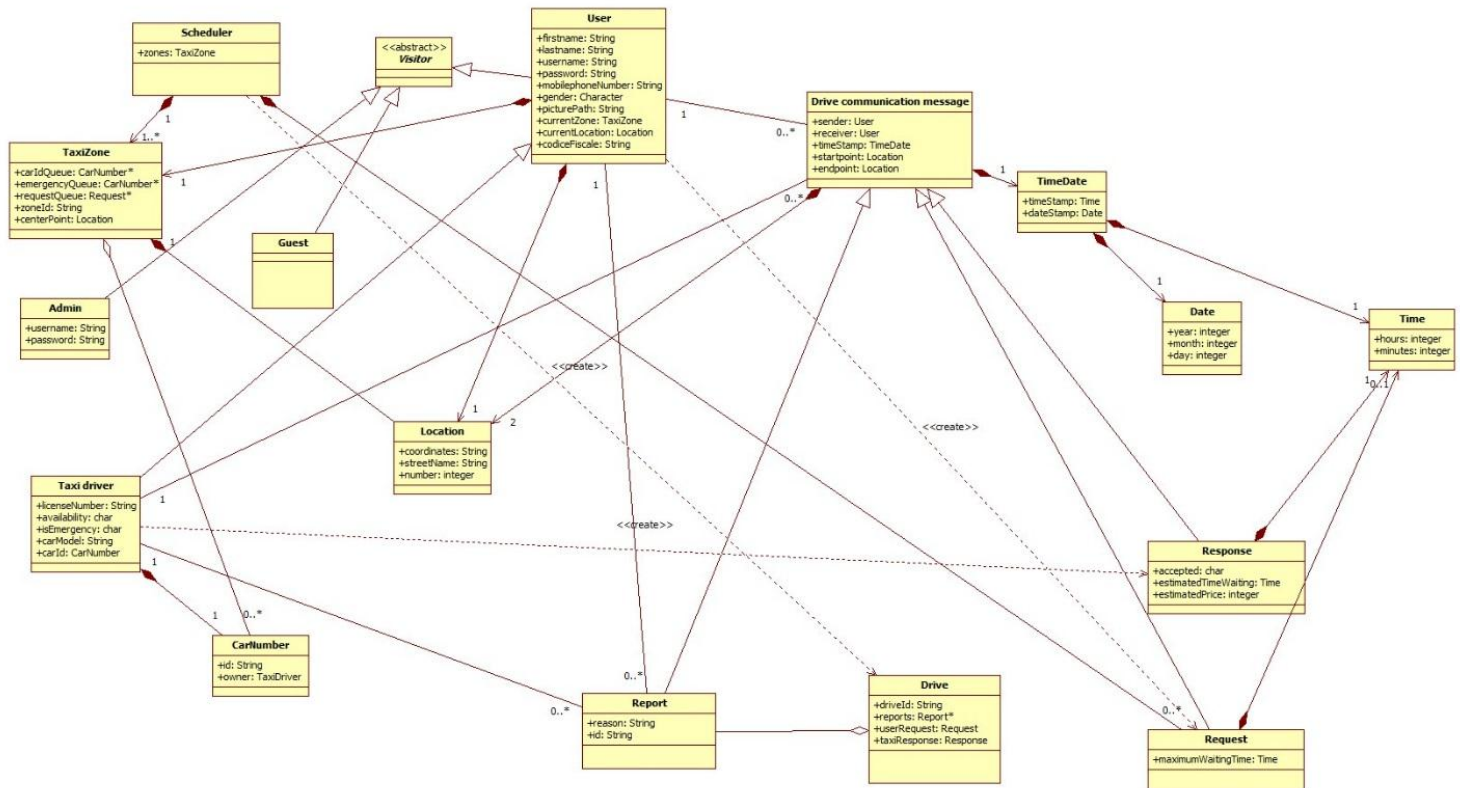 Scheduler
+zones: TaxiZone
<<abstract>>
Visitor
User
+firstname: String
+lastname: String
+username: String
+password: String
+mobilephoneNumber: String
+gender: Character
+picturePath: String
+currentZone: TaxiZone
+currentLocation: Location
+codiceFiscale: String
Drive communication message
+sender: User
+receiver: User
+timeStamp: TimeDate
+startpoint: Location
+endpoint: Location
1
0..*
1
1..*
TaxiZone
+carIdQueue: CarNumber*
+emergencyQueue: CarNumber*
+requestQueue: Request*
+zoneId: String
+centerPoint: Location
1
1
1
0..*
1
TimeDate
+timeStamp: Time
+dateStamp: Date
Guest
Admin
+username: String
+password: String
1
Date
+year: integer
+month: integer
+day: integer
1
Time
+hours: integer
+minutes: integer
<<create>>
1
0..1
1
2
Location
+coordinates: String
+streetName: String
+number: integer
<<create>>
Taxi driver
+licenseNumber: String
+availability: char
+isEmergency: char
+carModel: String
+carId: CarNumber
1
<<create>>
Response
+accepted: char
+estimatedTimeWaiting: Time
+estimatedPrice: integer
1
1
0..*
CarNumber
+id: String
+owner: TaxiDriver
0..*
0..*
Report
+reason: String
+id: String
Drive
+driveId: String
+reports: Report*
+userRequest: Request
+taxiResponse: Response
0..*
Request
+maximumWaitingTime: Time